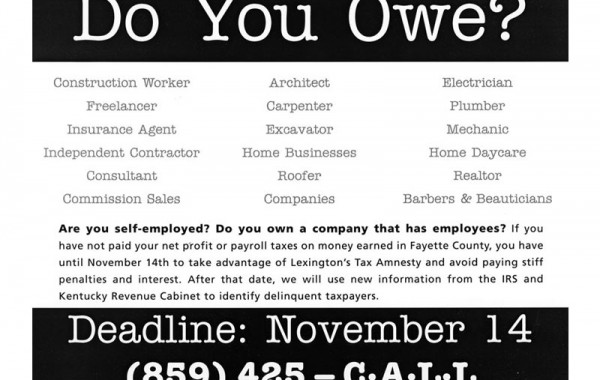 Do You Owe?
Construction Worker Architect Electrician
Freelancer Carpenter Plumber
Insurance Agent Excavator Mechanic
Independent Contractor Home Businesses Home Daycare
Consultant Roofer Realtor
Commission Sales Companies Barbers & Beauticians
Are you self-employed? Do you own a company that has employees? If you
have not paid your net profit or payroll taxes on money earned in Fayette County, you have
until November 14th to take advantage of Lexington's Tax Amnesty and avoid paying stiff
penalties and interest. After that date, we will use new information from the IRS and
Kentucky Revenue Cabinet to identify delinquent taxpayers.
Deadline: November 14
(859) 425 – C.A.L.L